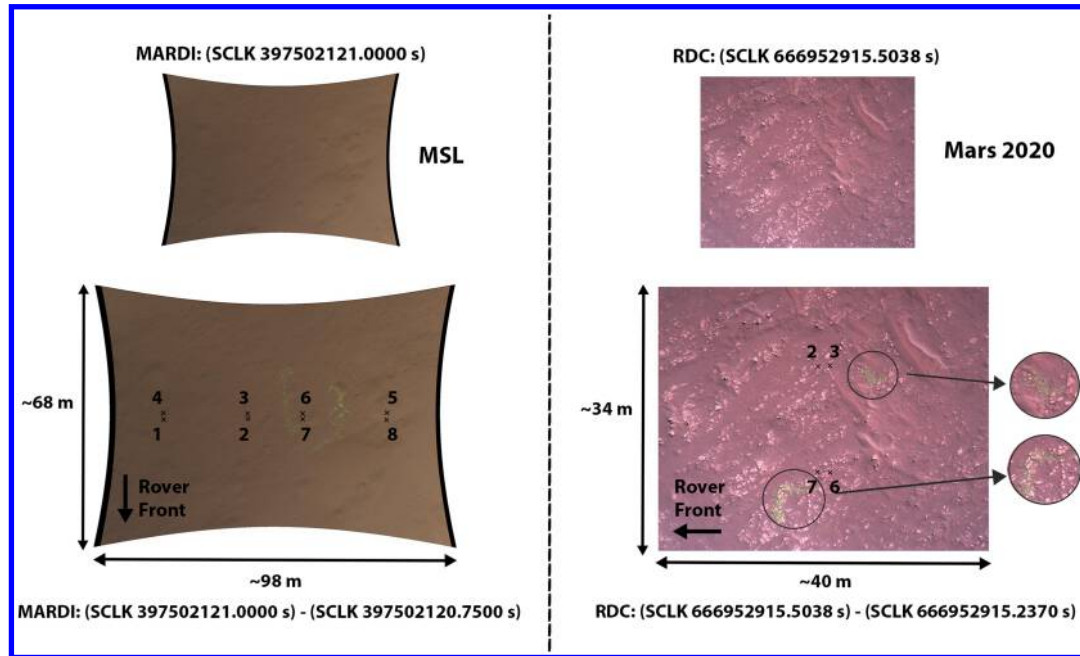 MARDI: (SCLK 397502121.0000 s)
MSL
~68 m
4 3 6 5
1 2 7 8
Rover
Front
~98 m
MARDI: (SCLK 397502121.0000 s) - (SCLK 397502120.7500 s)
RDC: (SCLK 666952915.5038 s)
Mars 2020
2 3
~34 m
7 6
Rover
Front
~40 m
RDC: (SCLK 666952915.5038 s) - (SCLK 666952915.2370 s)